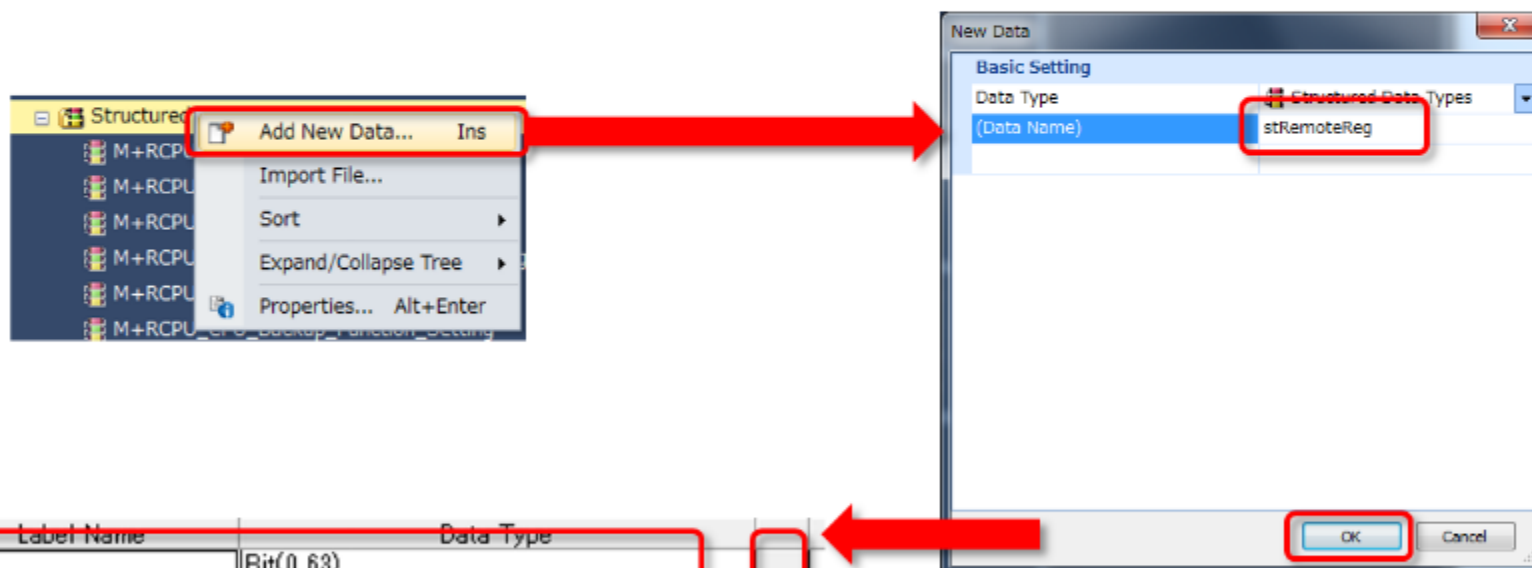 Structured
Add New Data... Ins
M+RCPU
Import File...
M+RCPU
Sort
M+RCPU
M+RCPU
Expand/Collapse Tree
M+RCPU
Properties... Alt+Enter
M+RCPU_CPU_Backup_Function_Setting
New Data
Basic Setting
Data Type Structured Data Types
(Data Name) stRemoteReg
OK Cancel
Label Name Data Type
Bit(0..63)